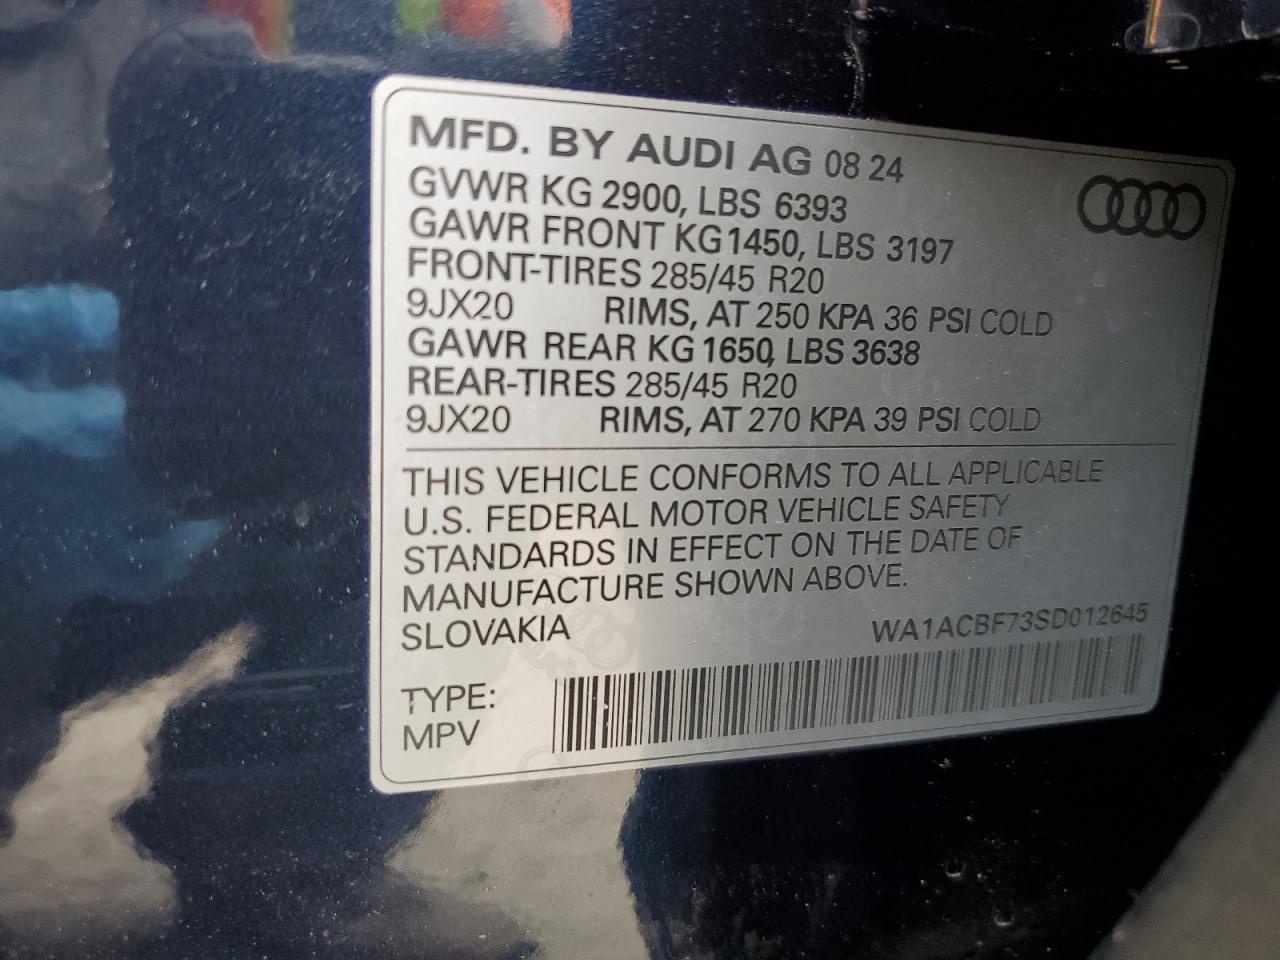 MFD. BY AUDI AG 08 24
GVWR KG 2900, LBS 6393
GAWR FRONT KG1450, LBS 3197
FRONT-TIRES 285/45 R20
9JX20 RIMS, AT 250 KPA 36 PSI COLD
GAWR REAR KG 1650, LBS 3638
REAR-TIRES 285/45 R20
9JX20 RIMS, AT 270 KPA 39 PSI COLD
THIS VEHICLE CONFORMS TO ALL APPLICABLE
U.S. FEDERAL MOTOR VEHICLE SAFETY
STANDARDS IN EFFECT ON THE DATE OF
MANUFACTURE SHOWN ABOVE.
SLOVAKIA WA1ACBF73SD012645
TYPE:
MPV